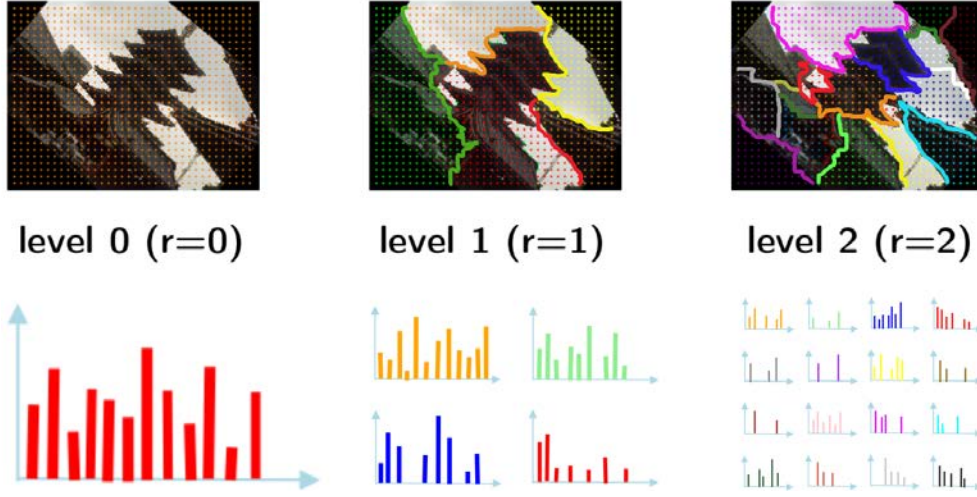 level 0 (r=0)
level 1 (r=1)
level 2 (r=2)